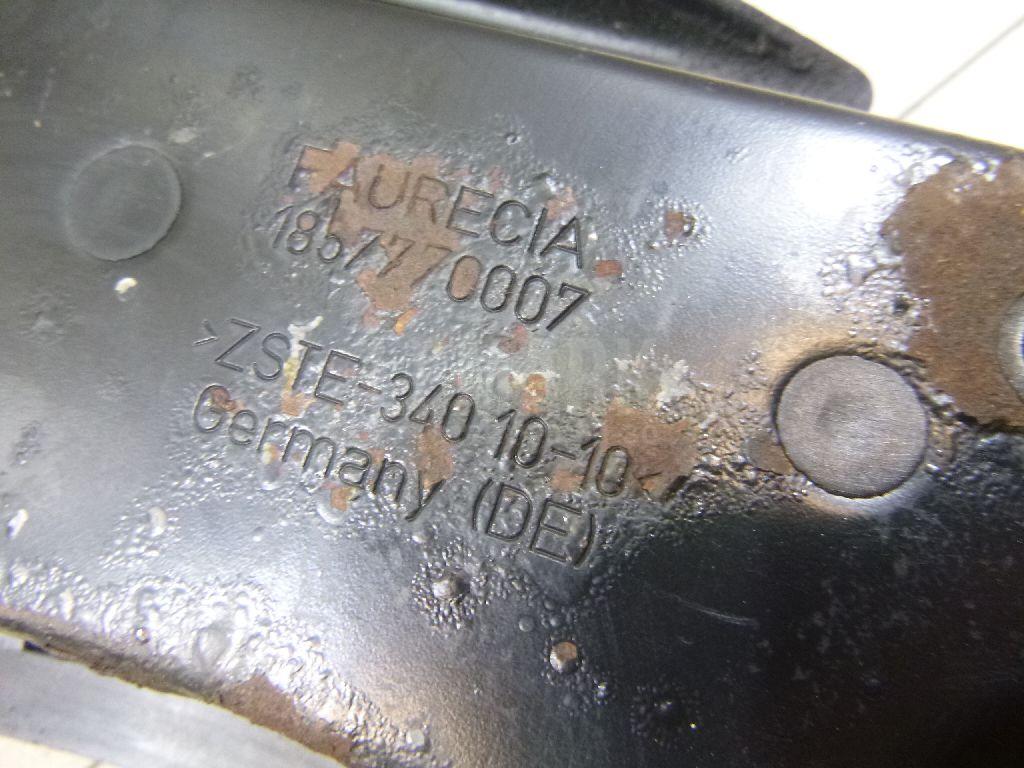 FAURECIA
1857770007
>ZSTE-340 10-10<
Germany (DE)